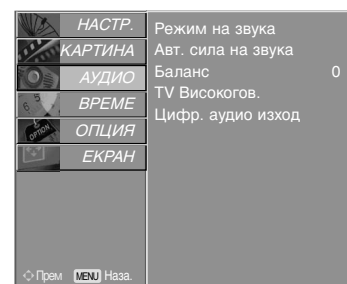 НАСТР.
КАРТИНА
АУДИО
ВРЕМЕ
ОПЦИЯ
ЕКРАН
Режим на звука
Авт. сила на звука
Баланс 0
TV Високогов.
Цифр. аудио изход
Прем MENU Наза.